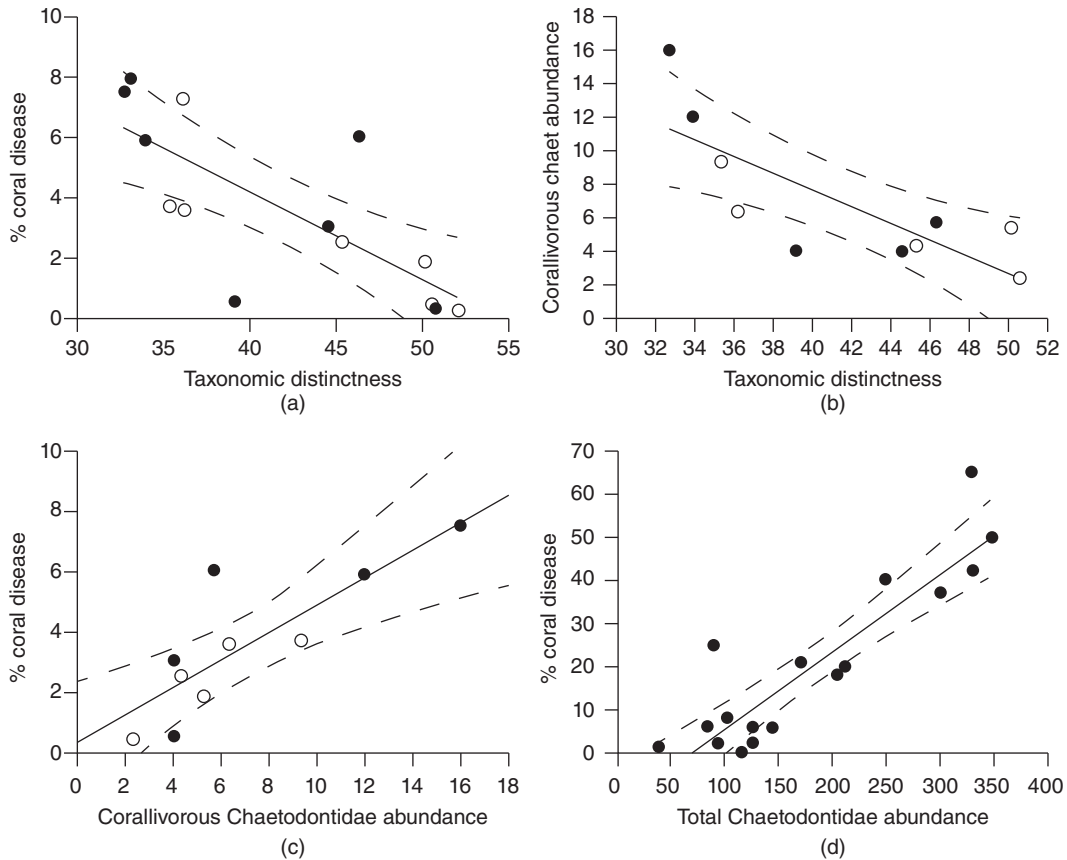 10
8
6
4
2
0
% coral disease
30 35 40 45 50 55
Taxonomic distinctness
(a)
18
16
14
12
10
8
6
4
2
0
Corallivorous chaet abundance
30 32 34 36 38 40 42 44 46 48 50 52
Taxonomic distinctness
(b)
10
8
6
4
2
0
% coral disease
0 2 4 6 8 10 12 14 16 18
Corallivorous Chaetodontidae abundance
(c)
70
60
50
40
30
20
10
0
% coral disease
0 50 100 150 200 250 300 350 400
Total Chaetodontidae abundance
(d)